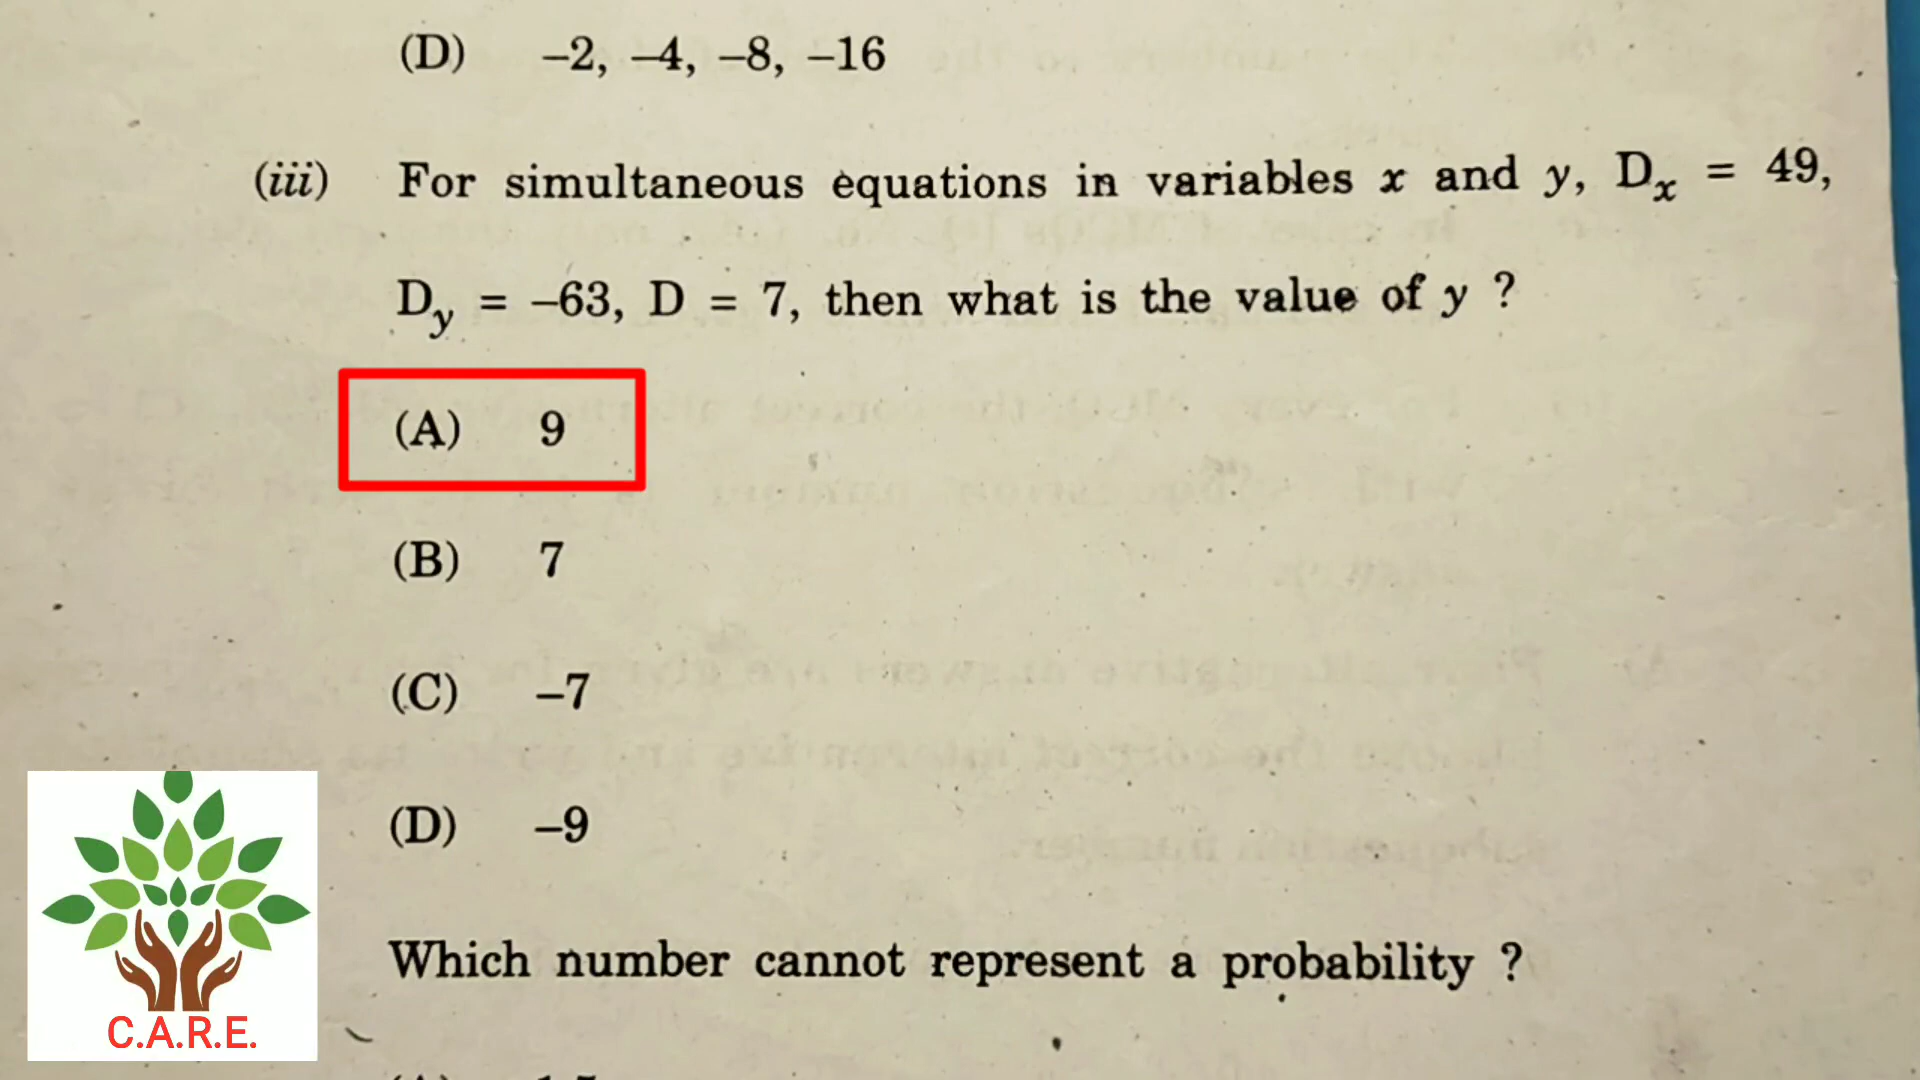 (D) –2, –4, –8, –16
(iii) For simultaneous equations in variables x and y, Dx = 49,
Dy = –63, D = 7, then what is the value of y ?
(A) 9
(B) 7
(C) –7
(D) –9
Which number cannot represent a probability ?
C.A.R.E.